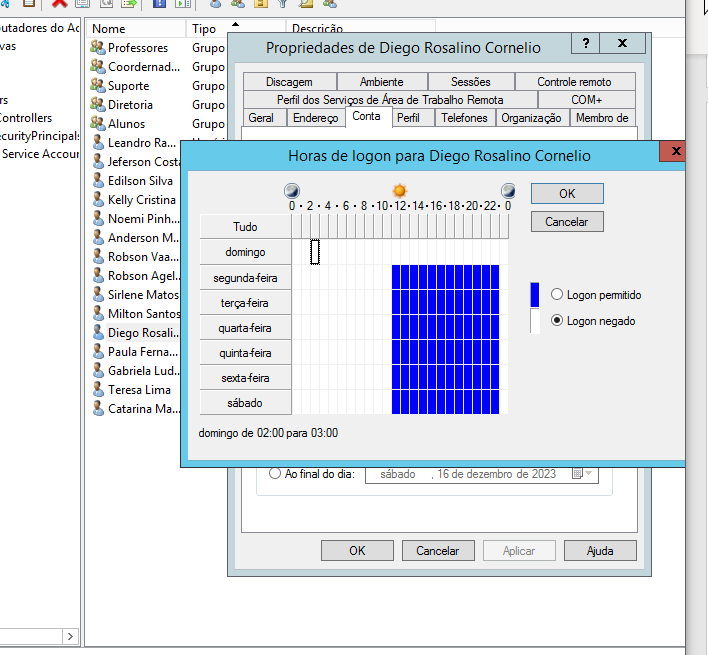 Nome Tipo Descrição
utadores do Ac
vas
rs
ontrollers
ecurityPrincipals
Service Accour
Professores Grupo
Coordernad... Grupo
Suporte Grupo
Diretoria Grupo
Alunos Grupo
Leandro Ra...
Jeferson Costa
Edilson Silva
Kelly Cristina
Noemi Pinh...
Anderson M...
Robson Vaa...
Robson Agel...
Sirlene Matos
Milton Santos
Diego Rosali...
Paula Ferna...
Gabriela Lud...
Teresa Lima
Catarina Ma...
Propriedades de Diego Rosalino Cornelio ? X
Discagem Ambiente Sessões Controle remoto
Perfil dos Serviços de Área de Trabalho Remota COM+
Geral Endereço Conta Perfil Telefones Organização Membro de
Horas de logon para Diego Rosalino Cornelio X
0 · 2 · 4 · 6 · 8 · 10 · 12 · 14 · 16 · 18 · 20 · 22 · 0
Tudo
domingo
segunda-feira
terça-feira
quarta-feira
quinta-feira
sexta-feira
sábado
OK
Cancelar
Logon permitido
Logon negado
domingo de 02:00 para 03:00
Ao final do dia: sábado , 16 de dezembro de 2023
OK Cancelar Aplicar Ajuda